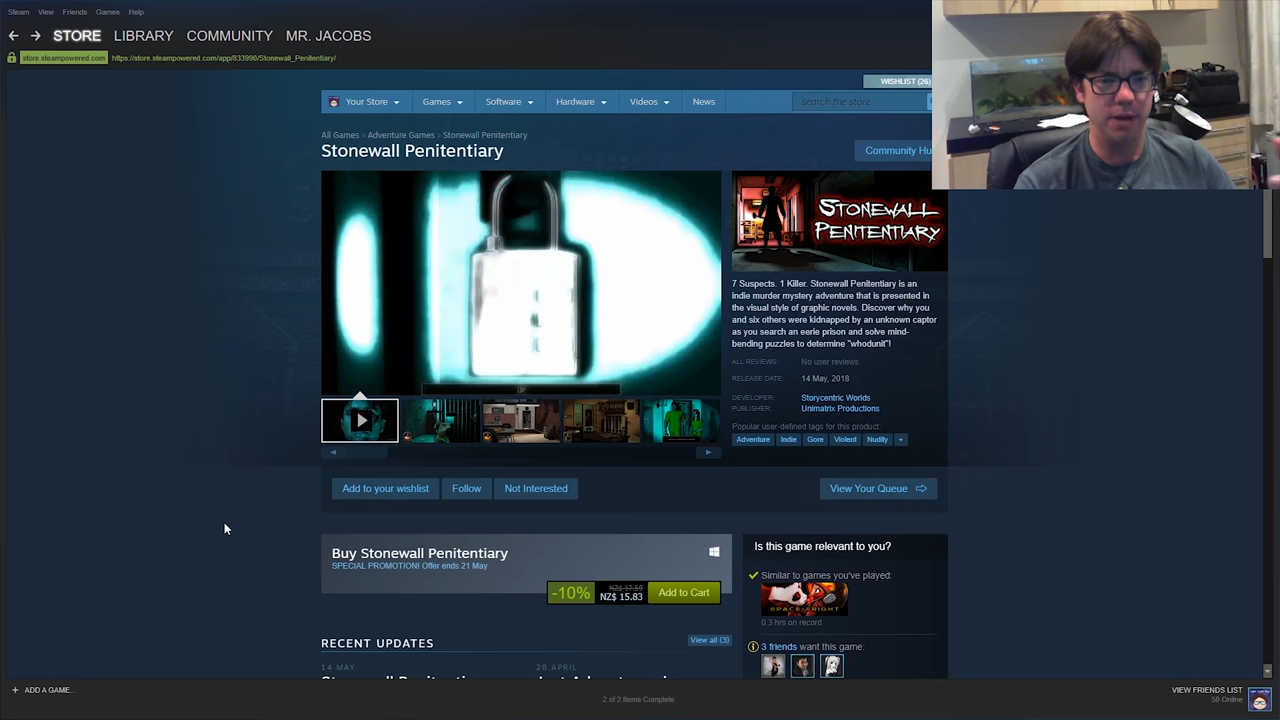 Steam View Friends Games Help
STORE LIBRARY COMMUNITY MR. JACOBS
store.steampowered.com https://store.steampowered.com/app/833990/Stonewall_Penitentiary/
WISHLIST (26)
Your Store Games Software Hardware Videos News search the store
All Games > Adventure Games > Stonewall Penitentiary
Stonewall Penitentiary
Community Hu
STONEWALL
PENITENTIARY
7 Suspects. 1 Killer. Stonewall Penitentiary is an
indie murder mystery adventure that is presented in
the visual style of graphic novels. Discover why you
and six others were kidnapped by an unknown captor
as you search an eerie prison and solve mind-
bending puzzles to determine "whodunit"!
ALL REVIEWS: No user reviews
RELEASE DATE: 14 May, 2018
DEVELOPER: Storycentric Worlds
PUBLISHER: Unimatrix Productions
Popular user-defined tags for this product:
Adventure Indie Gore Violent Nudity +
Add to your wishlist Follow Not Interested View Your Queue
Buy Stonewall Penitentiary
SPECIAL PROMOTION! Offer ends 21 May
-10% NZ$ 17.59 NZ$ 15.83 Add to Cart
Is this game relevant to you?
Similar to games you've played:
SPACE FRIGHT
0.3 hrs on record
3 friends want this game:
RECENT UPDATES View all (3)
14 MAY 28 APRIL
+ ADD A GAME...
2 of 2 Items Complete
VIEW FRIENDS LIST
50 Online